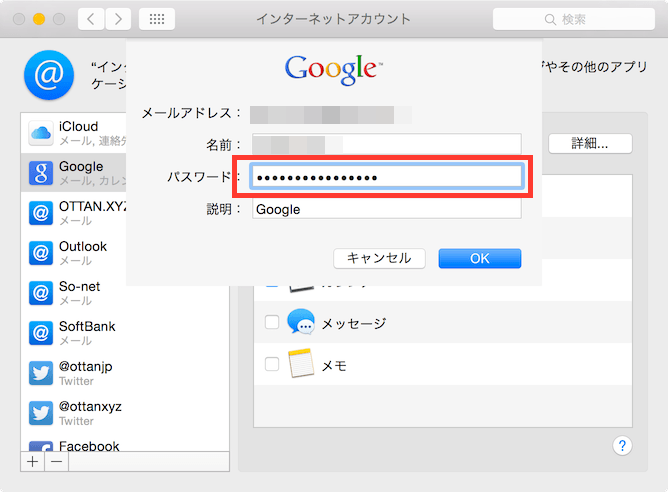 インターネットアカウント
検索
“イン
ケー
やその他のアプリ
Google™
メールアドレス：
名前：
パスワード：
••••••••••••••••
説明：
Google
キャンセル
OK
詳細...
iCloud
メール, 連絡先
Google
メール, カレン
OTTAN.XYZ
メール
Outlook
メール
So-net
メール
SoftBank
メール
@ottanjp
Twitter
@ottanxyz
Twitter
Facebook
メッセージ
メモ
+
−
?